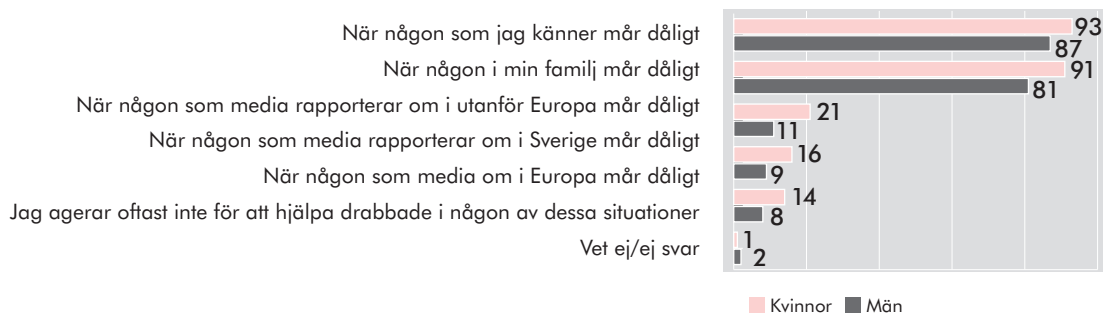 När någon som jag känner mår dåligt
93
87
När någon i min familj mår dåligt
91
81
När någon som media rapporterar om i utanför Europa mår dåligt
21
11
När någon som media rapporterar om i Sverige mår dåligt
16
9
När någon som media om i Europa mår dåligt
14
8
Jag agerar oftast inte för att hjälpa drabbade i någon av dessa situationer
1
2
Vet ej/ej svar
Kvinnor Män